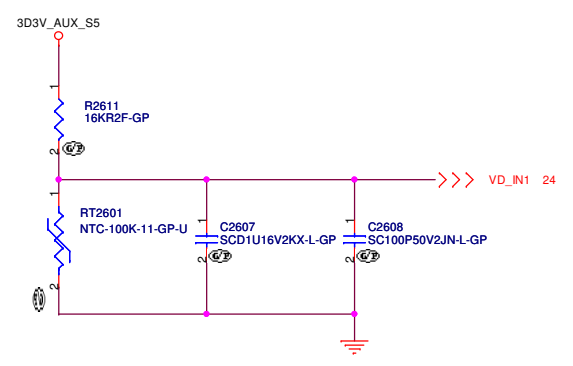 3D3V_AUX_S5
1
R2611
16KR2F-GP
2
G/P
VD_IN1 24
1
RT2601
NTC-100K-11-GP-U
2
1
C2607
SCD1U16V2KX-L-GP
2
G/P
1
C2608
SC100P50V2JN-L-GP
2
G/P